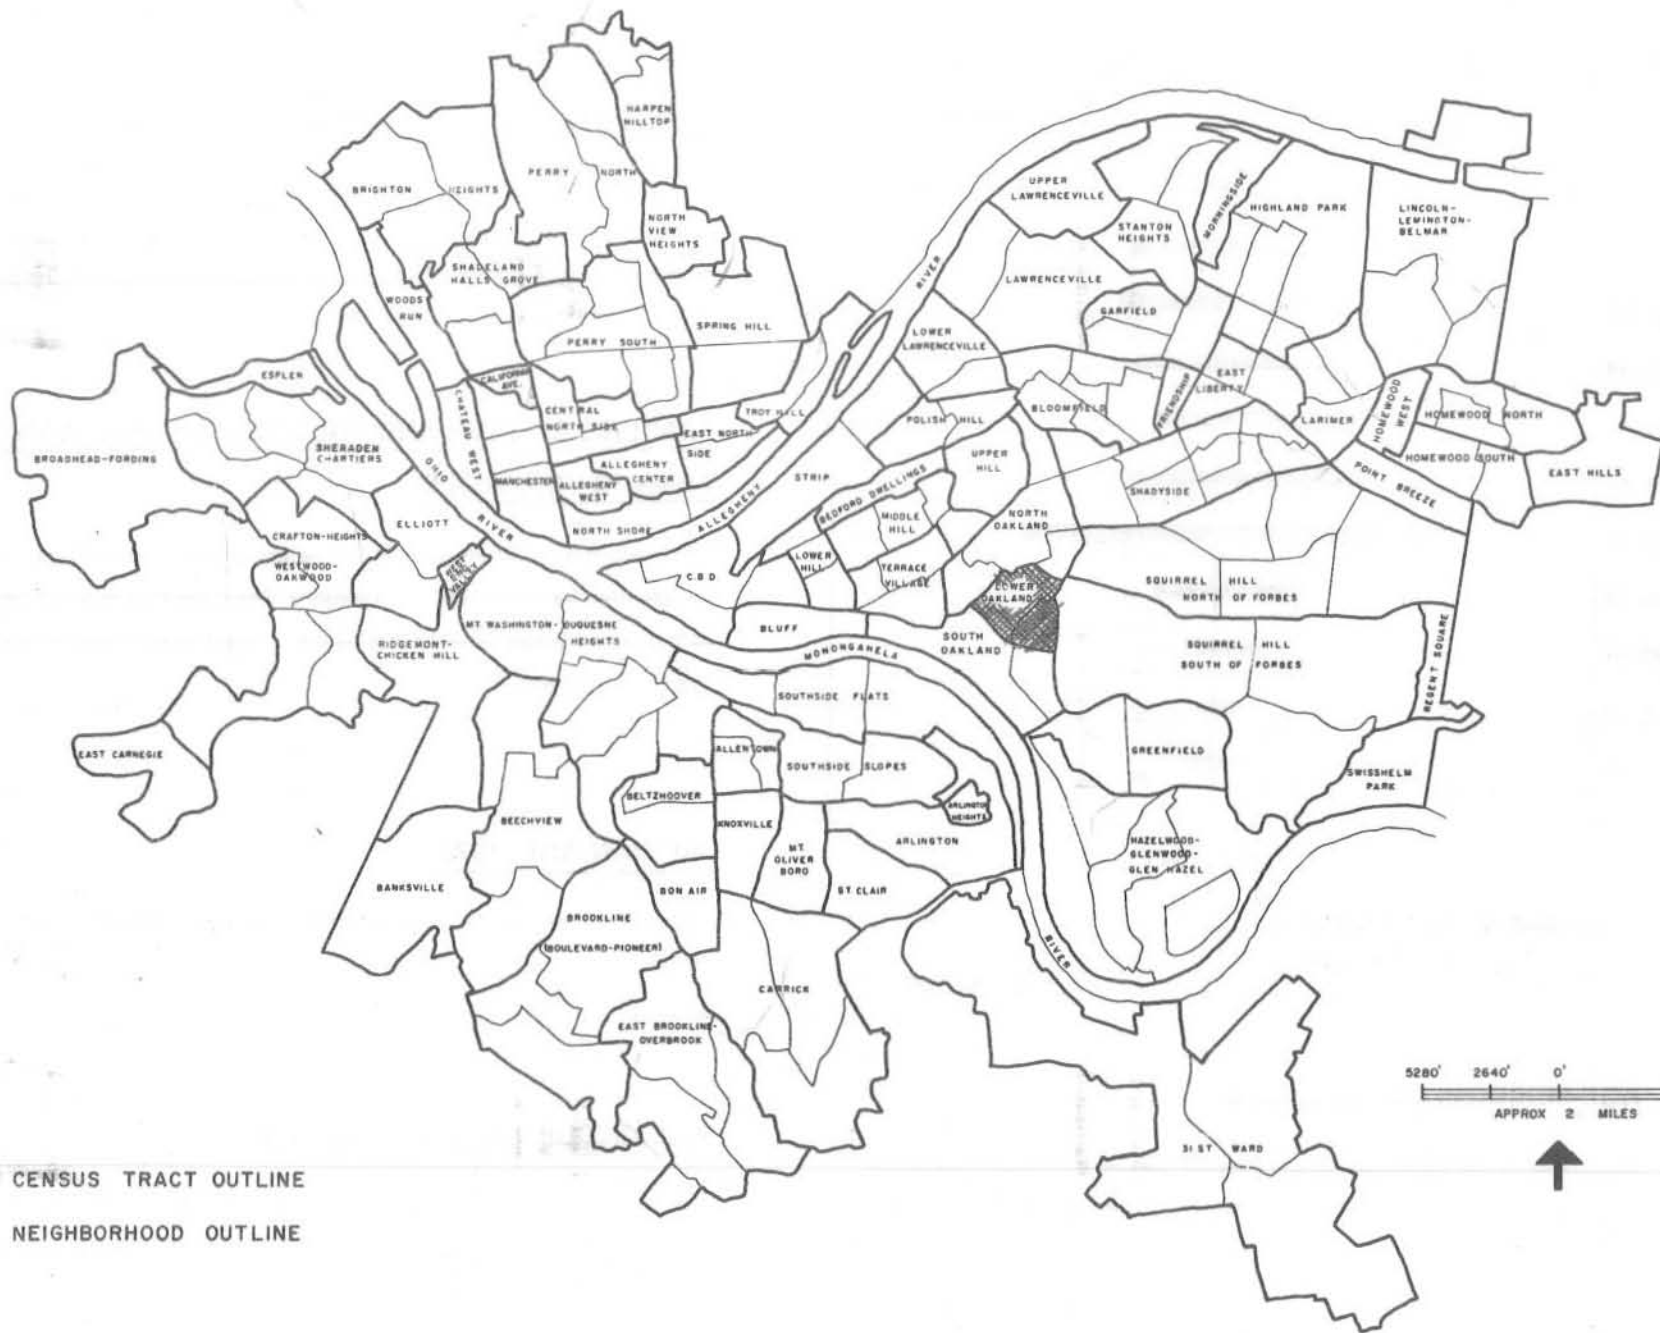 HARPEN
HILLTOP
PERRY NORTH
BRIGHTON HEIGHTS
NORTH
VIEW
HEIGHTS
UPPER
LAWRENCEVILLE
MORNINGSIDE
HIGHLAND PARK
LINCOLN-
LEMINGTON-
BELMAR
STANTON
HEIGHTS
SHADELAND
HALLS GROVE
WOODS
RUN
SPRING HILL
RIVER
LAWRENCEVILLE
GARFIELD
LOWER
LAWRENCEVILLE
PERRY SOUTH
ESPLEN
CALIFORNIA
AVE.
CHATEAU WEST
CENTRAL
NORTH SIDE
TROY HILL
EAST NORTH
SIDE
POLISH HILL
BLOOMFIELD
FRIENDSHIP
EAST
LIBERTY
LARIMER
HOMEWOOD
WEST
HOMEWOOD NORTH
HOMEWOOD SOUTH
EAST HILLS
POINT BREEZE
BROADHEAD-FORDING
SHERADEN
CHARTIERS
OHIO
RIVER
MANCHESTER
ALLEGHENY
WEST
ALLEGHENY
CENTER
NORTH SHORE
ALLEGHENY
STRIP
UPPER
HILL
BEDFORD DWELLINGS
MIDDLE
HILL
NORTH
OAKLAND
SHADYSIDE
ELLIOTT
CRAFTON-HEIGHTS
WESTWOOD-
OAKWOOD
WEST
END
VALLEY
C.B.D
LOWER
HILL
TERRACE
VILLAGE
LOWER
OAKLAND
SQUIRREL HILL
NORTH OF FORBES
MT WASHINGTON-DUQUESNE
HEIGHTS
BLUFF
SOUTH
OAKLAND
SQUIRREL HILL
SOUTH OF FORBES
REGENT SQUARE
RIDGEMONT-
CHICKEN HILL
MONONGAHELA
SOUTHSIDE FLATS
EAST CARNEGIE
ALLENTOWN
SOUTHSIDE SLOPES
GREENFIELD
SWISSHELM
PARK
BELTZHOOVER
ARLINGTON
HEIGHTS
BEECHVIEW
KNOXVILLE
MT.
OLIVER
BORO
ARLINGTON
HAZELWOOD-
GLENWOOD-
GLEN HAZEL
BANKSVILLE
BON AIR
ST CLAIR
BROOKLINE
(BOULEVARD-PIONEER)
RIVER
CARRICK
EAST BROOKLINE-
OVERBROOK
5280' 2640' 0'
APPROX 2 MILES
31 ST WARD
CENSUS TRACT OUTLINE
NEIGHBORHOOD OUTLINE